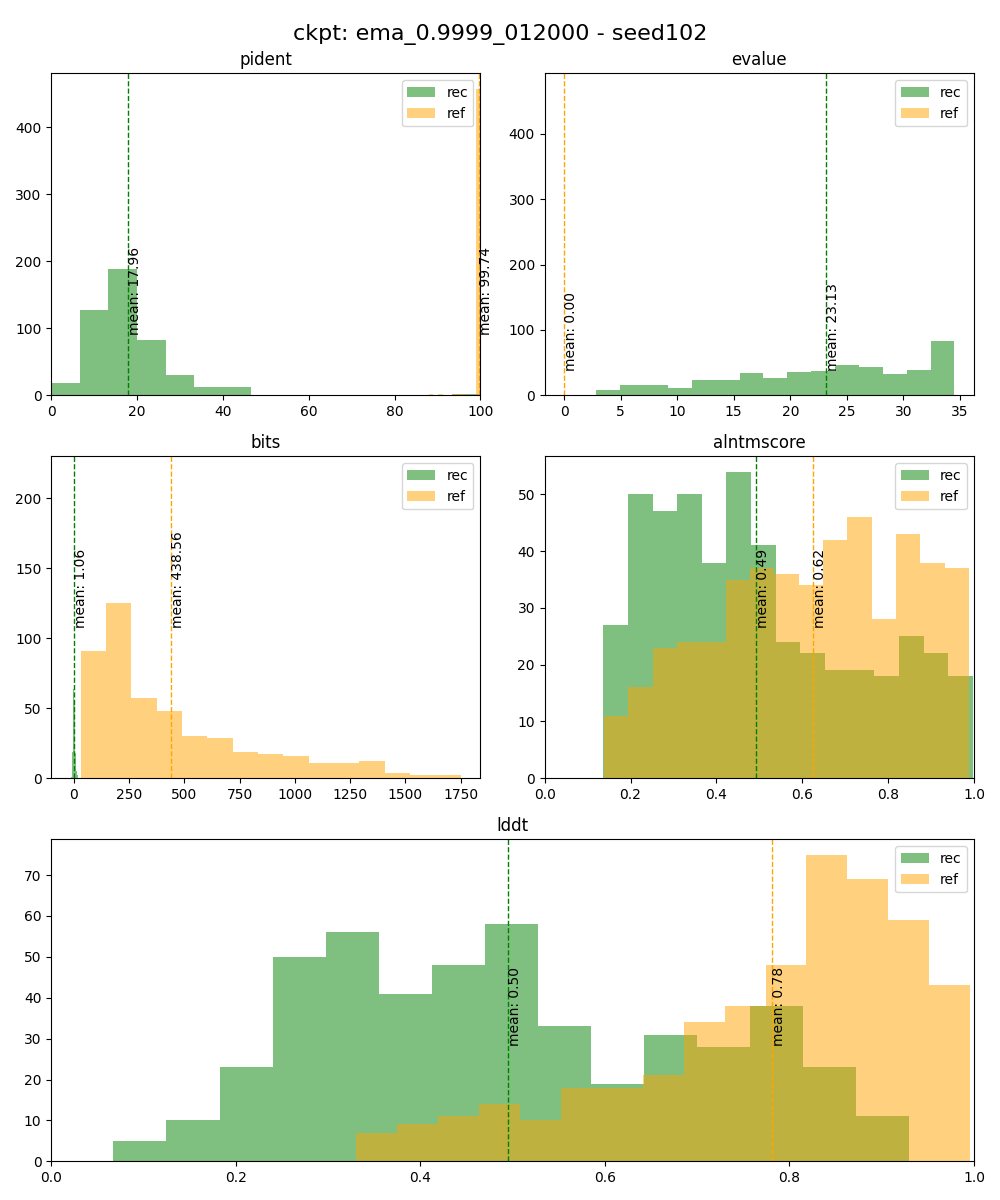 ckpt: ema_0.9999_012000 - seed102
pident
rec
ref
mean: 17.96
mean: 99.74
400
300
200
100
0
0 20 40 60 80 100
evalue
rec
ref
mean: 0.00
mean: 23.13
400
300
200
100
0
0 5 10 15 20 25 30 35
bits
rec
ref
mean: 1.06
mean: 438.56
200
150
100
50
0
0 250 500 750 1000 1250 1500 1750
alntmscore
rec
ref
mean: 0.49
mean: 0.62
50
40
30
20
10
0
0.0 0.2 0.4 0.6 0.8 1.0
lddt
rec
ref
mean: 0.50
mean: 0.78
70
60
50
40
30
20
10
0
0.0 0.2 0.4 0.6 0.8 1.0